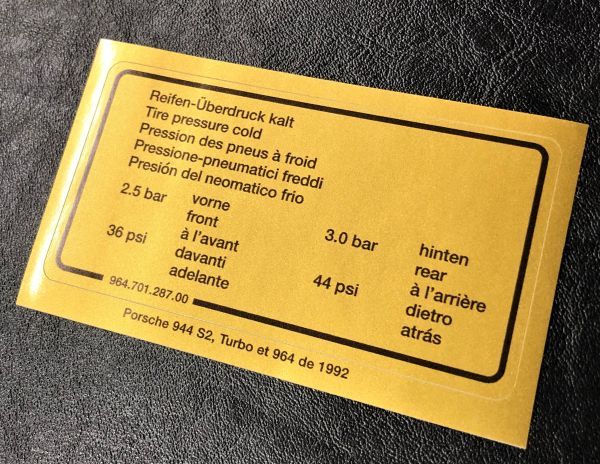 Reifen-Überdruck kalt
Tire pressure cold
Pression des pneus à froid
Pressione-pneumatici freddi
Presión del neomatico frio
2.5 bar vorne
front
36 psi à l'avant
davanti
adelante
3.0 bar hinten
rear
44 psi à l'arrière
dietro
atrás
964.701.287.00
Porsche 944 S2, Turbo et 964 de 1992